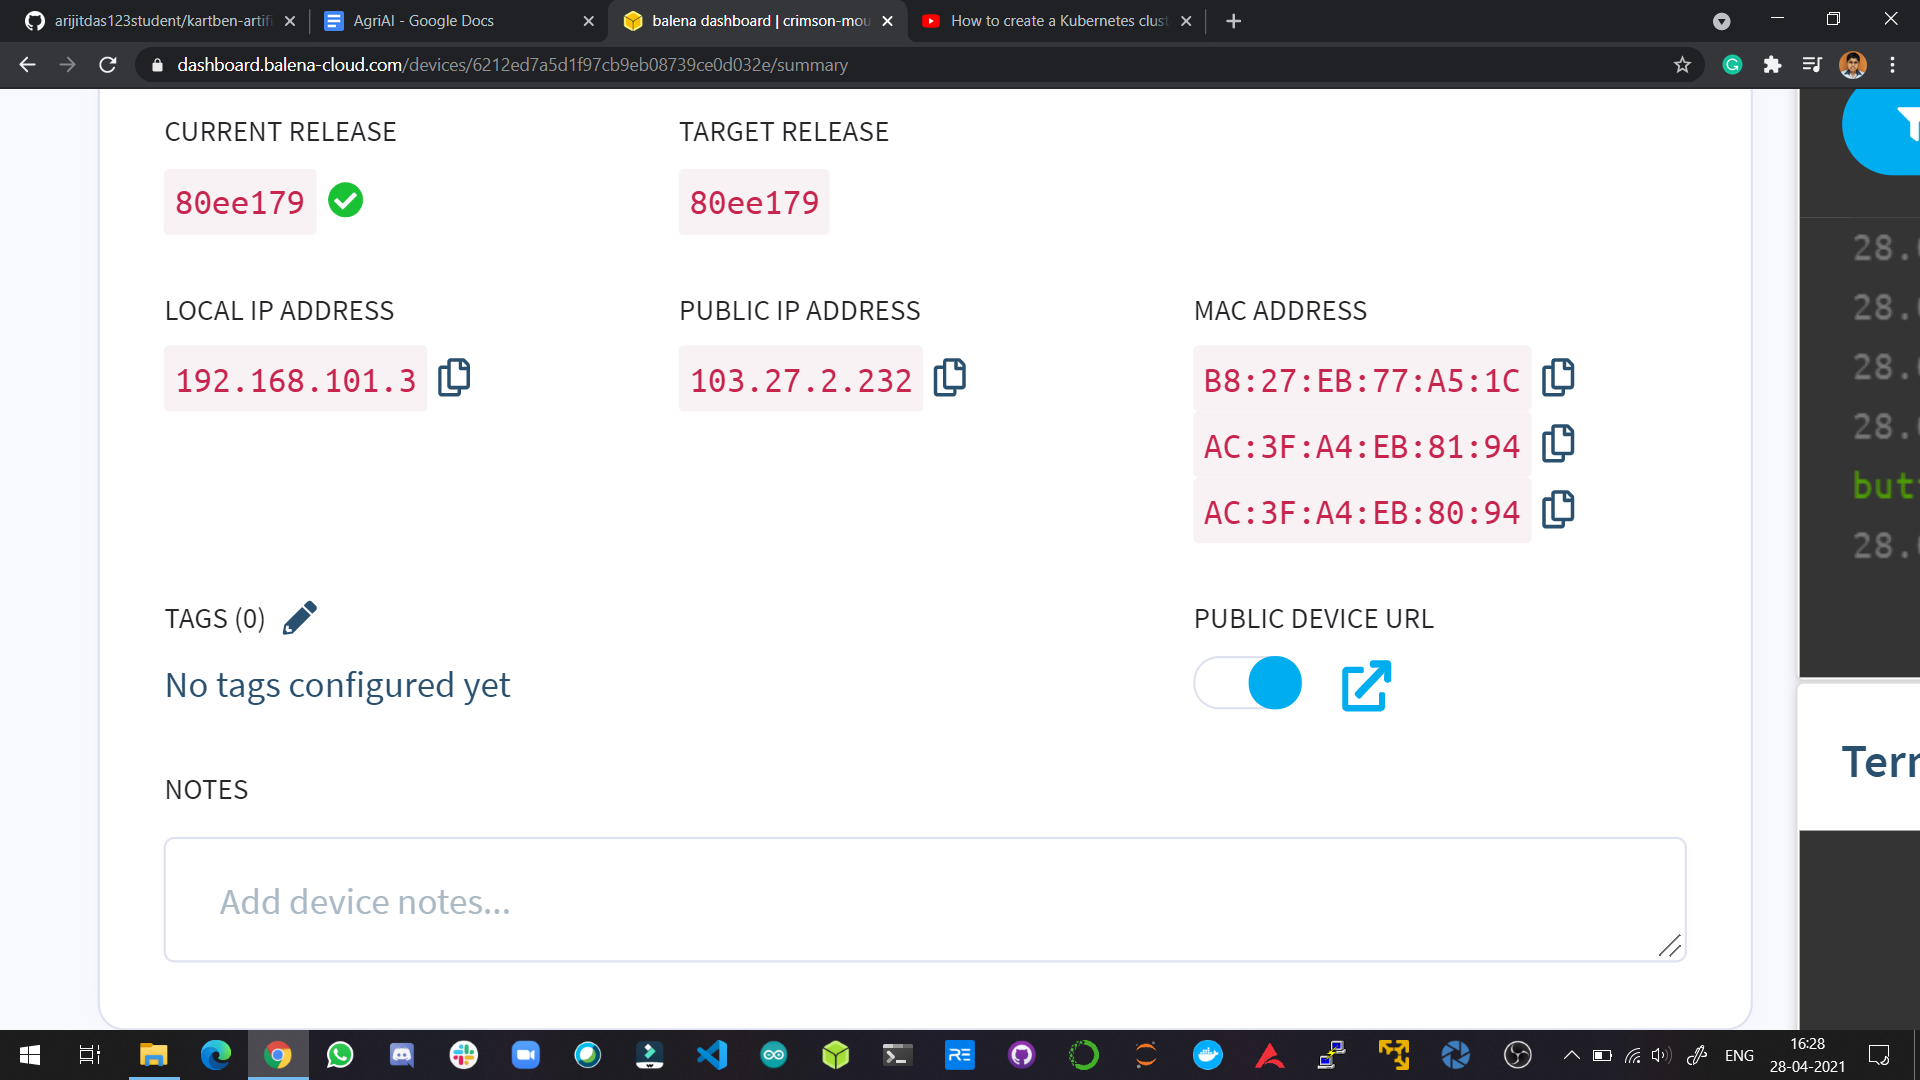 arijitdas123student/kartben-artifi
AgriAI - Google Docs
balena dashboard | crimson-mou
How to create a Kubernetes clust
dashboard.balena-cloud.com/devices/6212ed7a5d1f97cb9eb08739ce0d032e/summary
CURRENT RELEASE
TARGET RELEASE
80ee179
80ee179
LOCAL IP ADDRESS
PUBLIC IP ADDRESS
MAC ADDRESS
192.168.101.3
103.27.2.232
B8:27:EB:77:A5:1C
AC:3F:A4:EB:81:94
AC:3F:A4:EB:80:94
TAGS (0)
PUBLIC DEVICE URL
No tags configured yet
NOTES
Add device notes...
28.
28.
28.
28.
but
28.
Ter
RE
ENG
16:28
28-04-2021